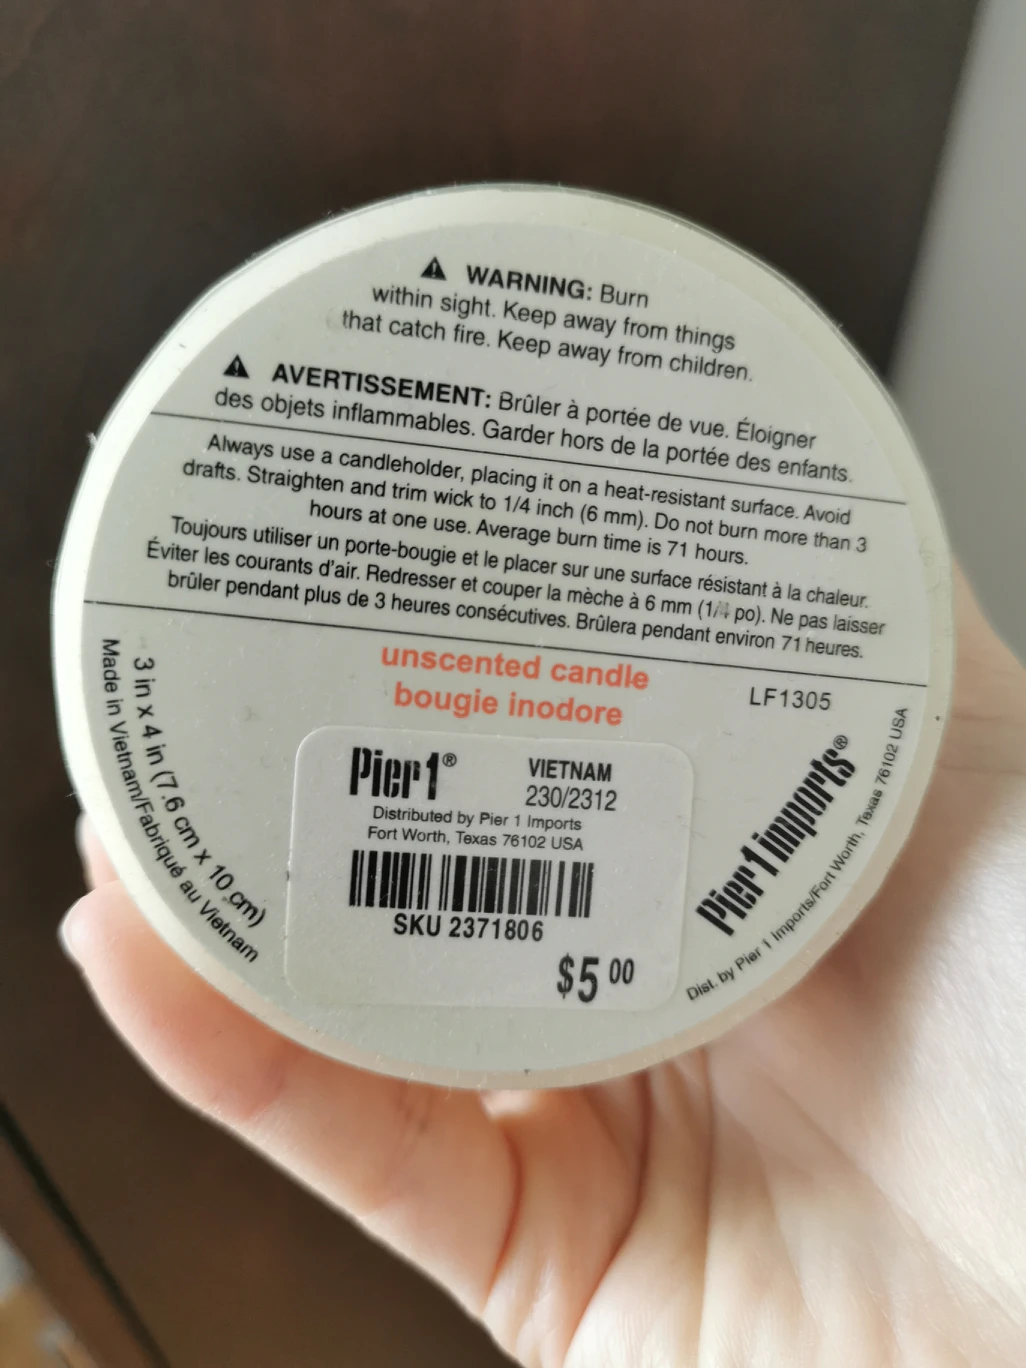 ⚠ WARNING: Burn
within sight. Keep away from things
that catch fire. Keep away from children.
⚠ AVERTISSEMENT: Brûler à portée de vue. Éloigner
des objets inflammables. Garder hors de la portée des enfants.
Always use a candleholder, placing it on a heat-resistant surface. Avoid
drafts. Straighten and trim wick to 1/4 inch (6 mm). Do not burn more than 3
hours at one use. Average burn time is 71 hours.
Toujours utiliser un porte-bougie et le placer sur une surface résistant à la chaleur.
Éviter les courants d'air. Redresser et couper la mèche à 6 mm (1/4 po). Ne pas laisser
brûler pendant plus de 3 heures consécutives. Brûlera pendant environ 71 heures.
unscented candle
bougie inodore
LF1305
3 in x 4 in (7.6 cm x 10 cm)
Made in Vietnam/Fabriqué au Vietnam
Pier 1®
VIETNAM
230/2312
Distributed by Pier 1 Imports
Fort Worth, Texas 76102 USA
SKU 2371806
$5 00
Pier 1 imports®
Dist. by Pier 1 Imports/Fort Worth, Texas 76102 USA